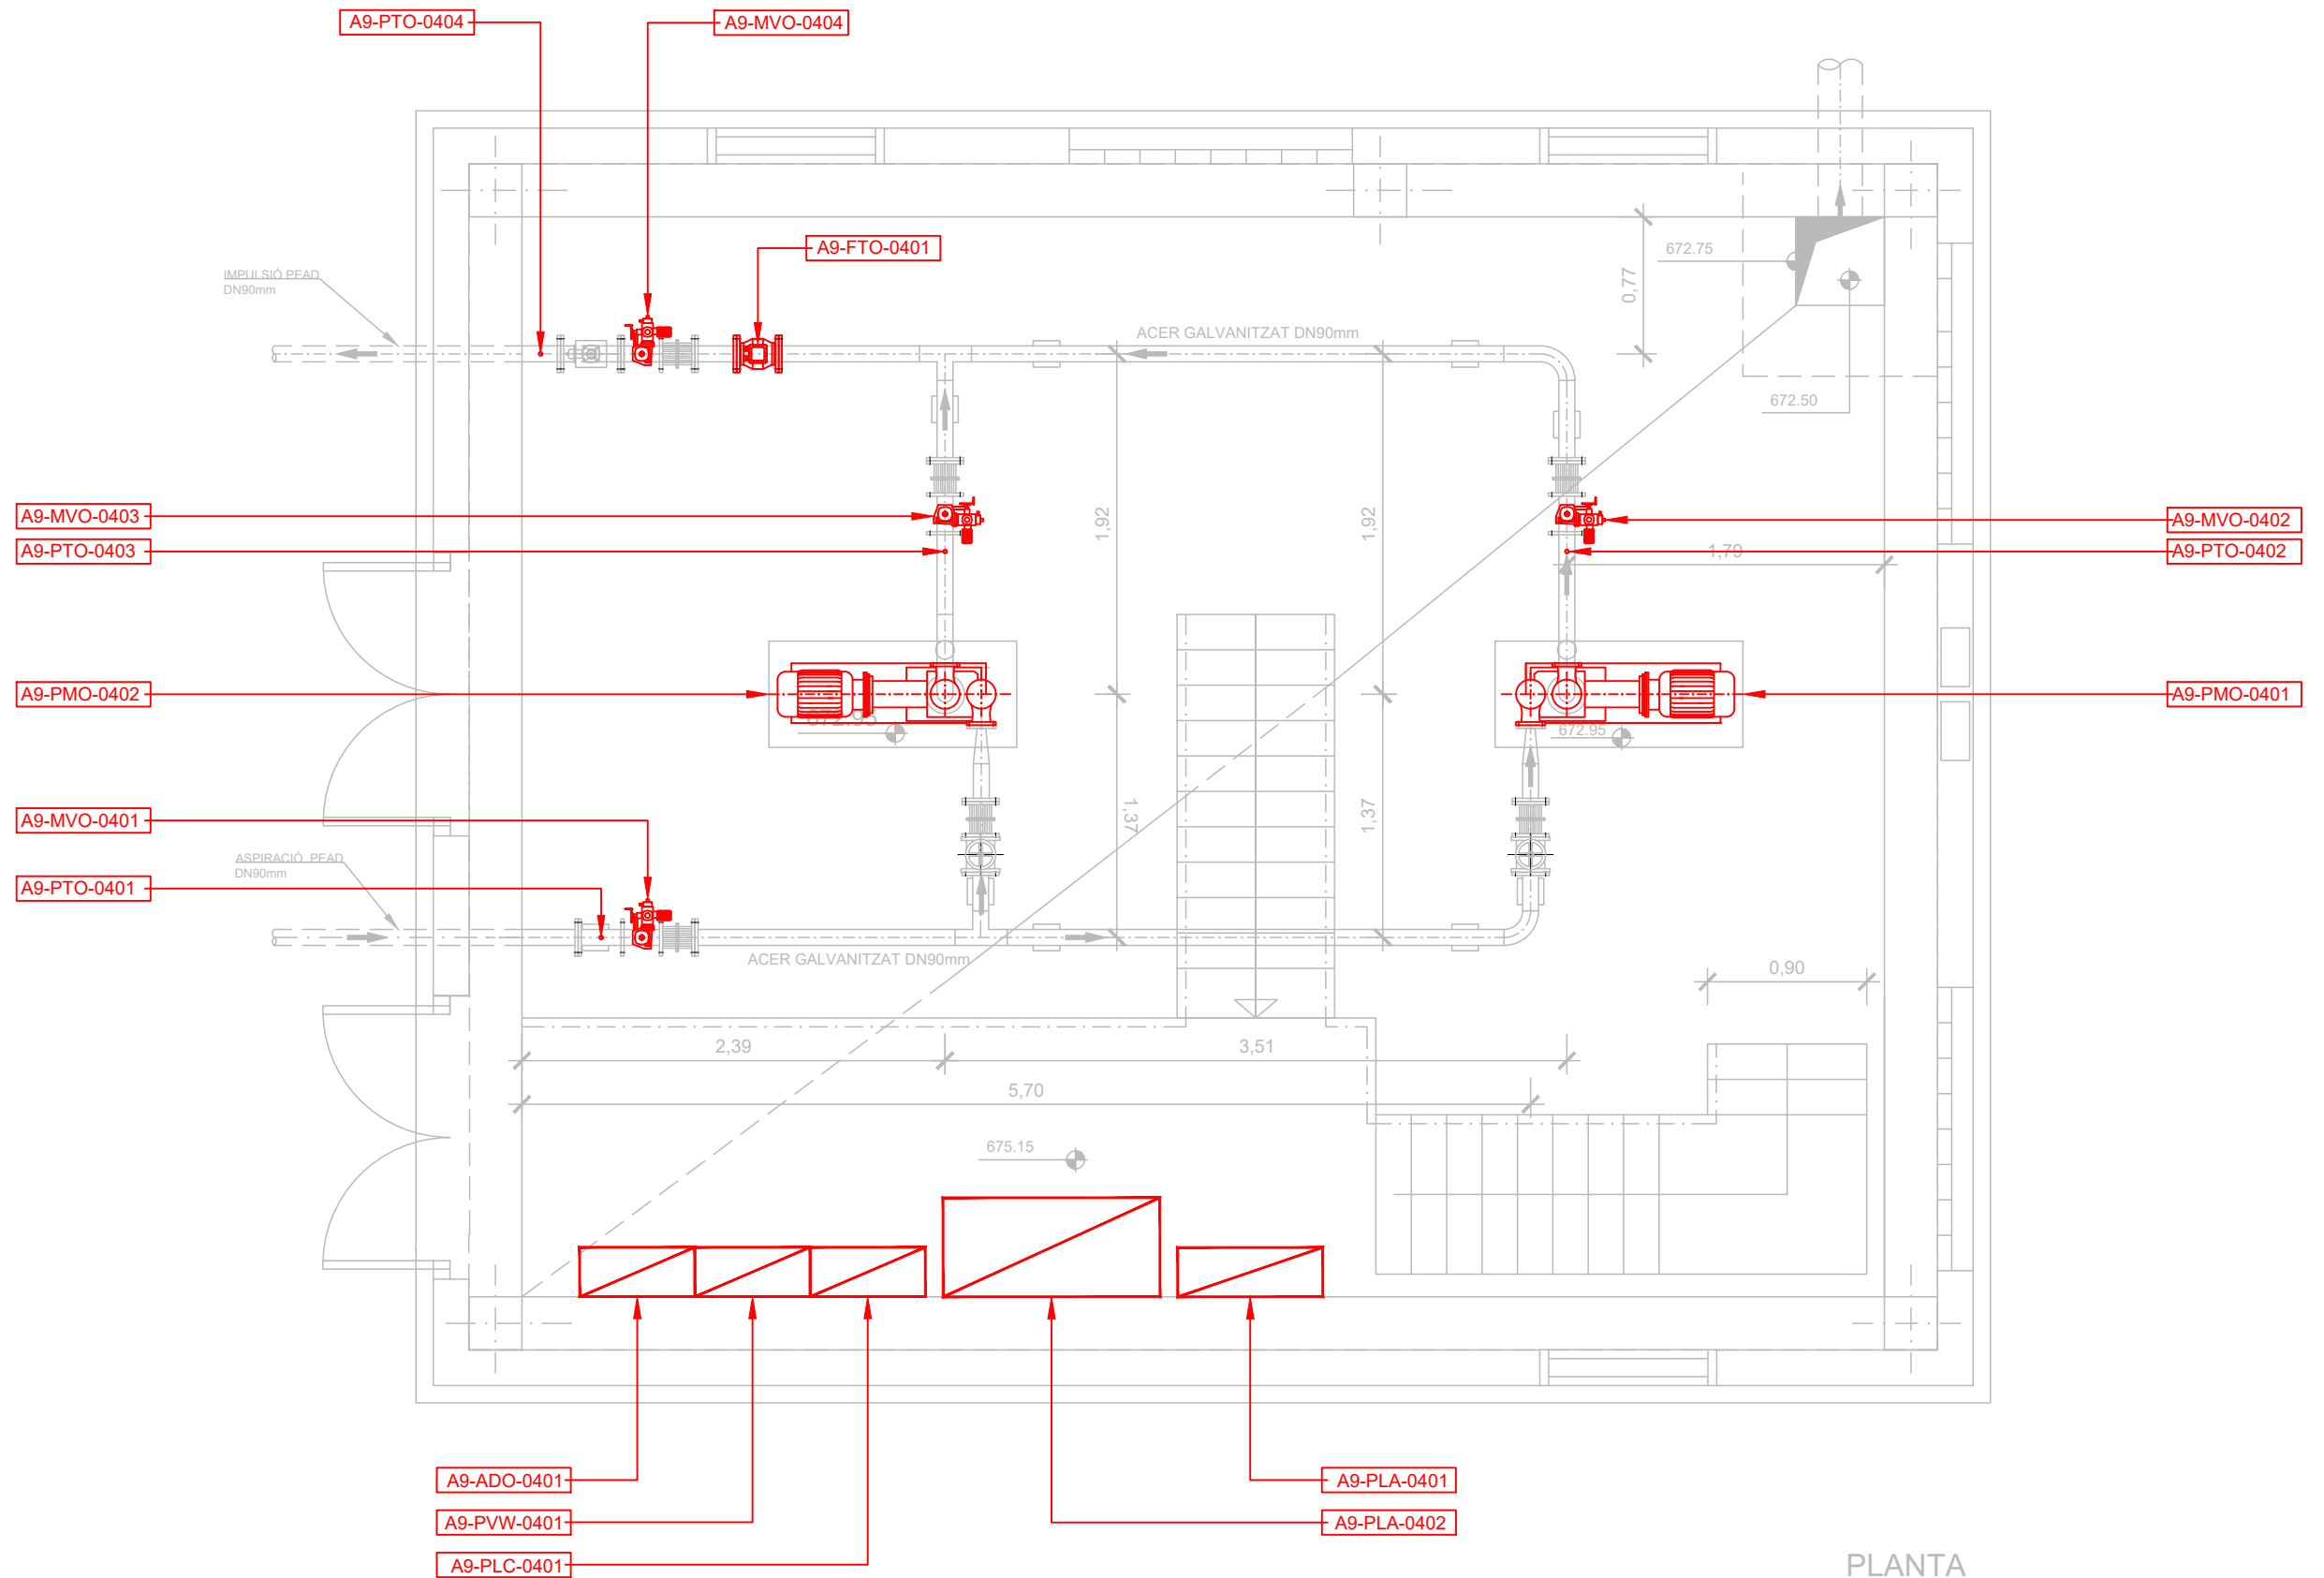 A9-PTO-0404
A9-MVO-0404
A9-FTO-0401
672.75
0,77
IMPULSIÓ PEAD
DN90mm
ACER GALVANITZAT DN90mm
672.50
A9-MVO-0403
A9-PTO-0403
1,92
1,92
A9-MVO-0402
1,79
A9-PTO-0402
A9-PMO-0402
A9-PMO-0401
672.95
672.95
A9-MVO-0401
1,37
1,37
ASPIRACIÓ PEAD
DN90mm
A9-PTO-0401
ACER GALVANITZAT DN90mm
0,90
2,39
3,51
5,70
675.15
A9-ADO-0401
A9-PLA-0401
A9-PVW-0401
A9-PLA-0402
A9-PLC-0401
PLANTA